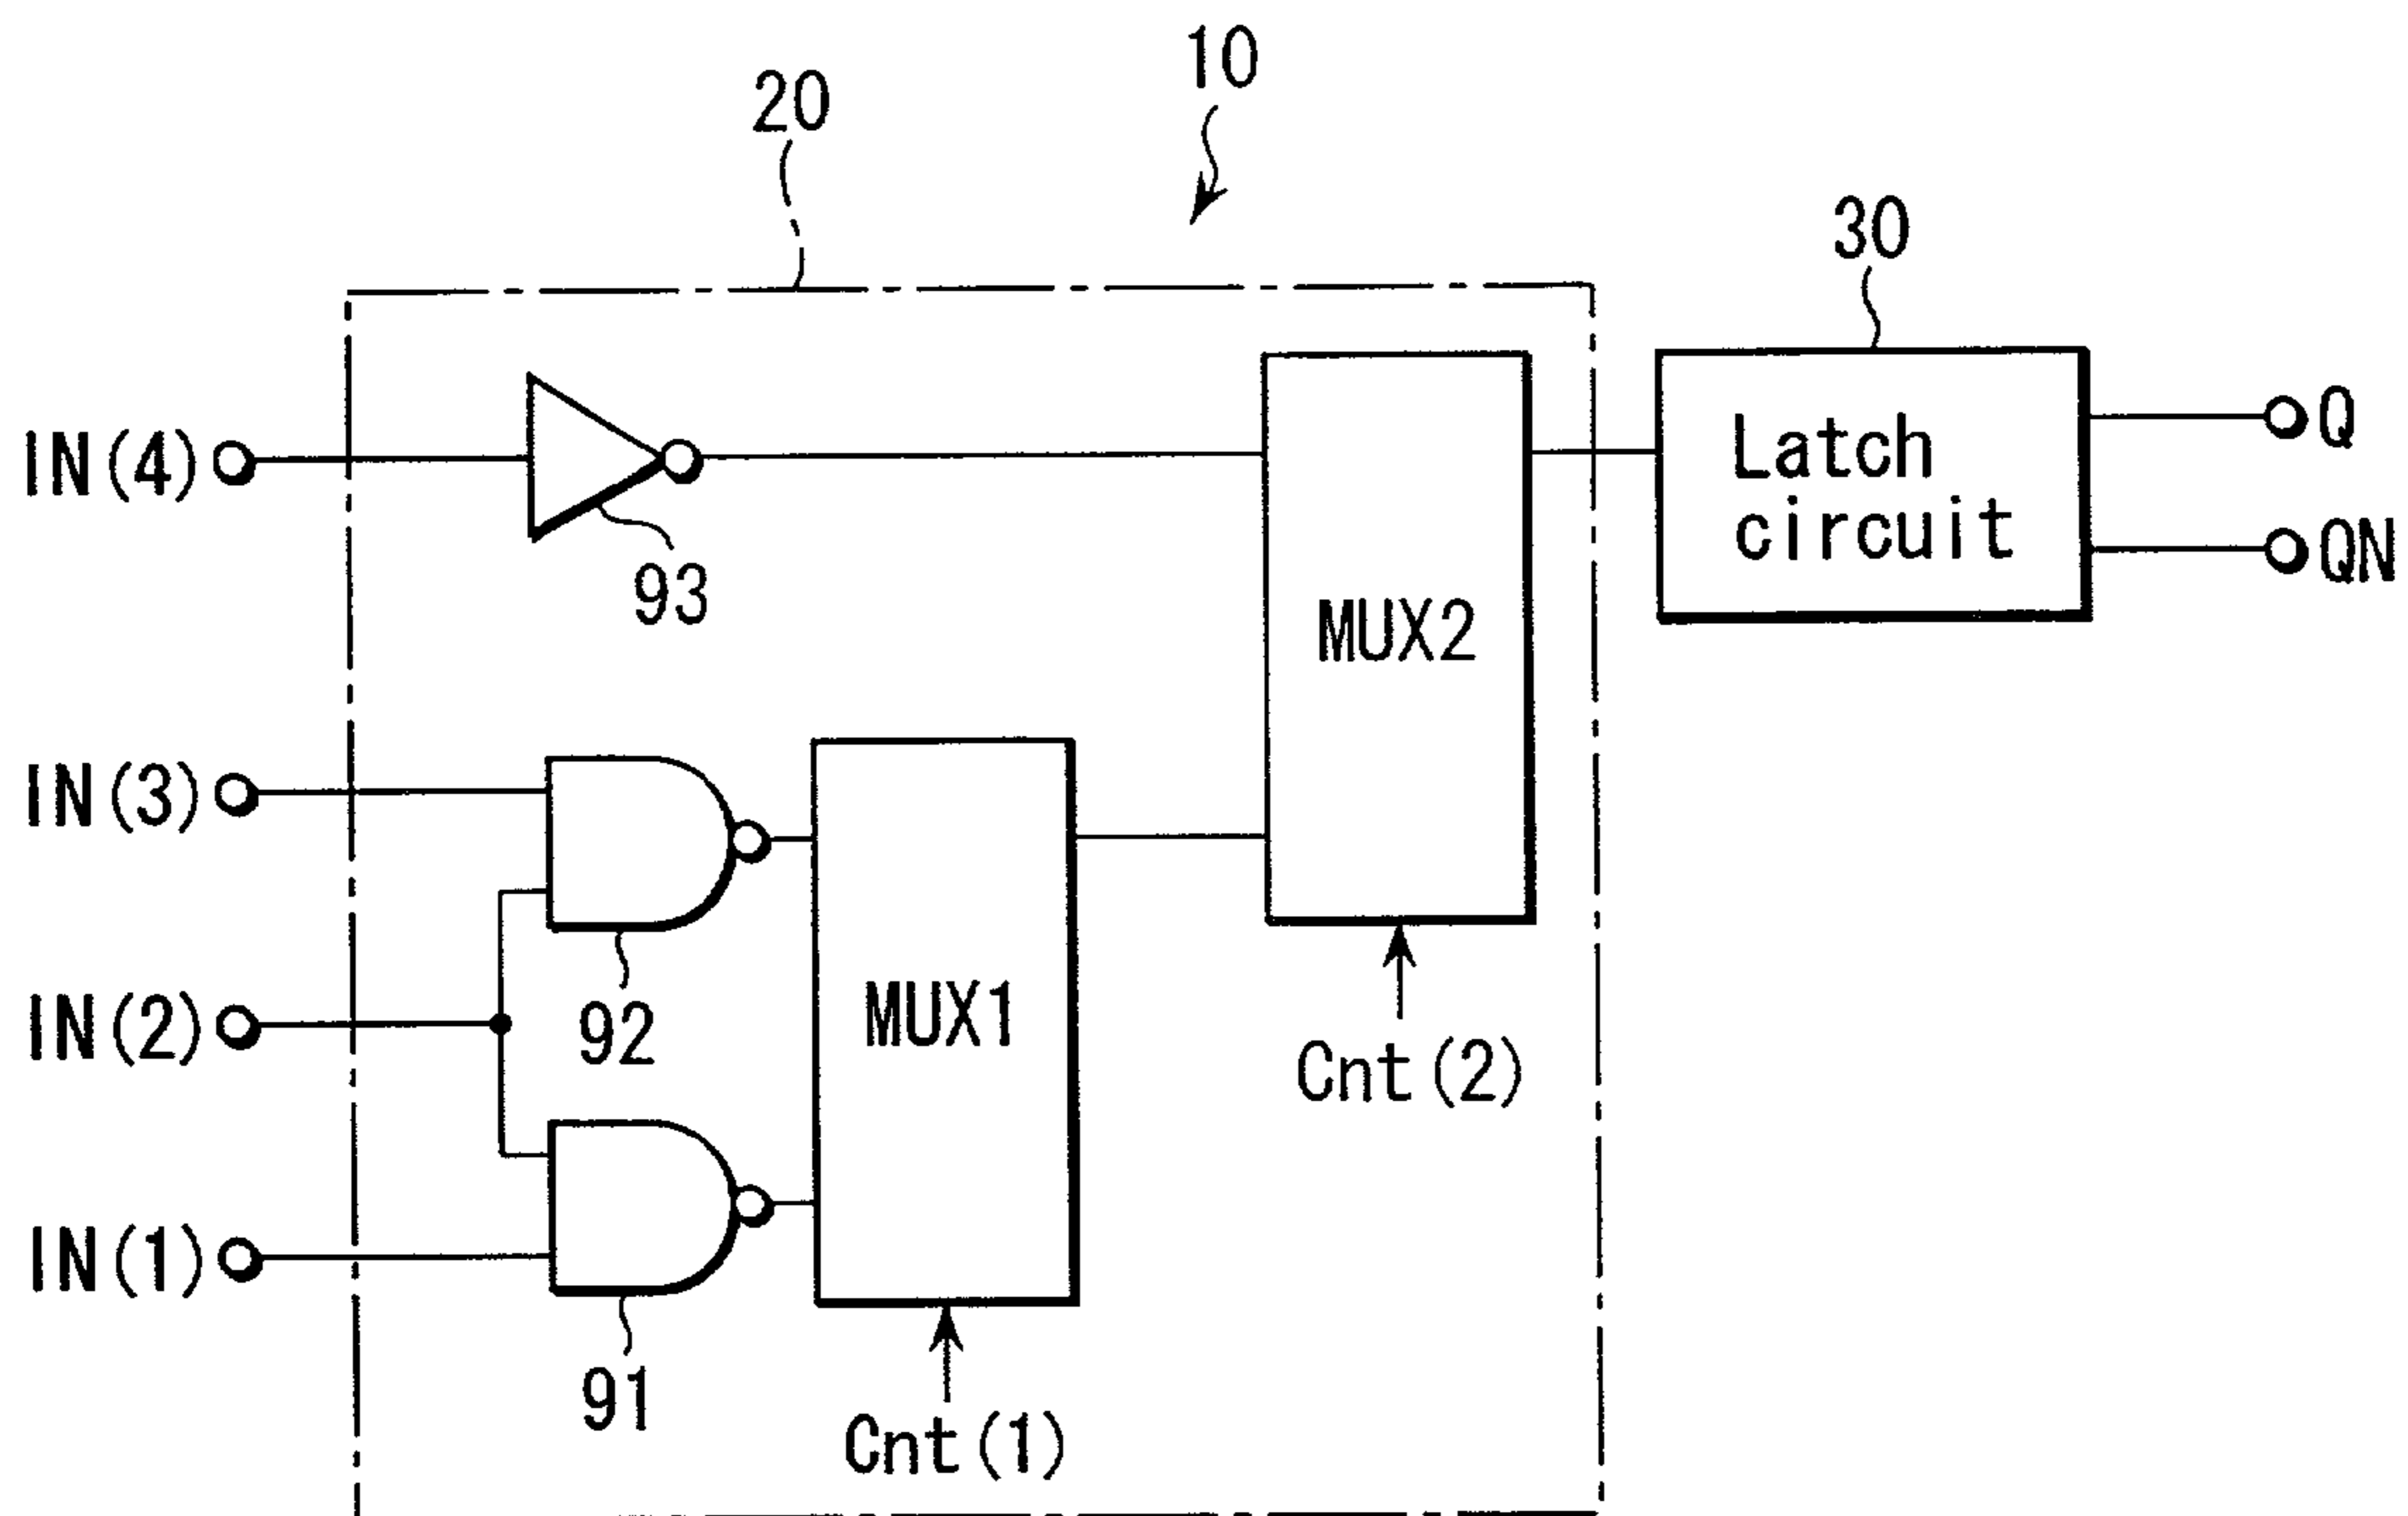 10
20
30
IN(4)
93
Latch
circuit
Q
QN
MUX2
IN(3)
92
IN(2)
MUX1
Cnt(2)
IN(1)
91
Cnt(1)